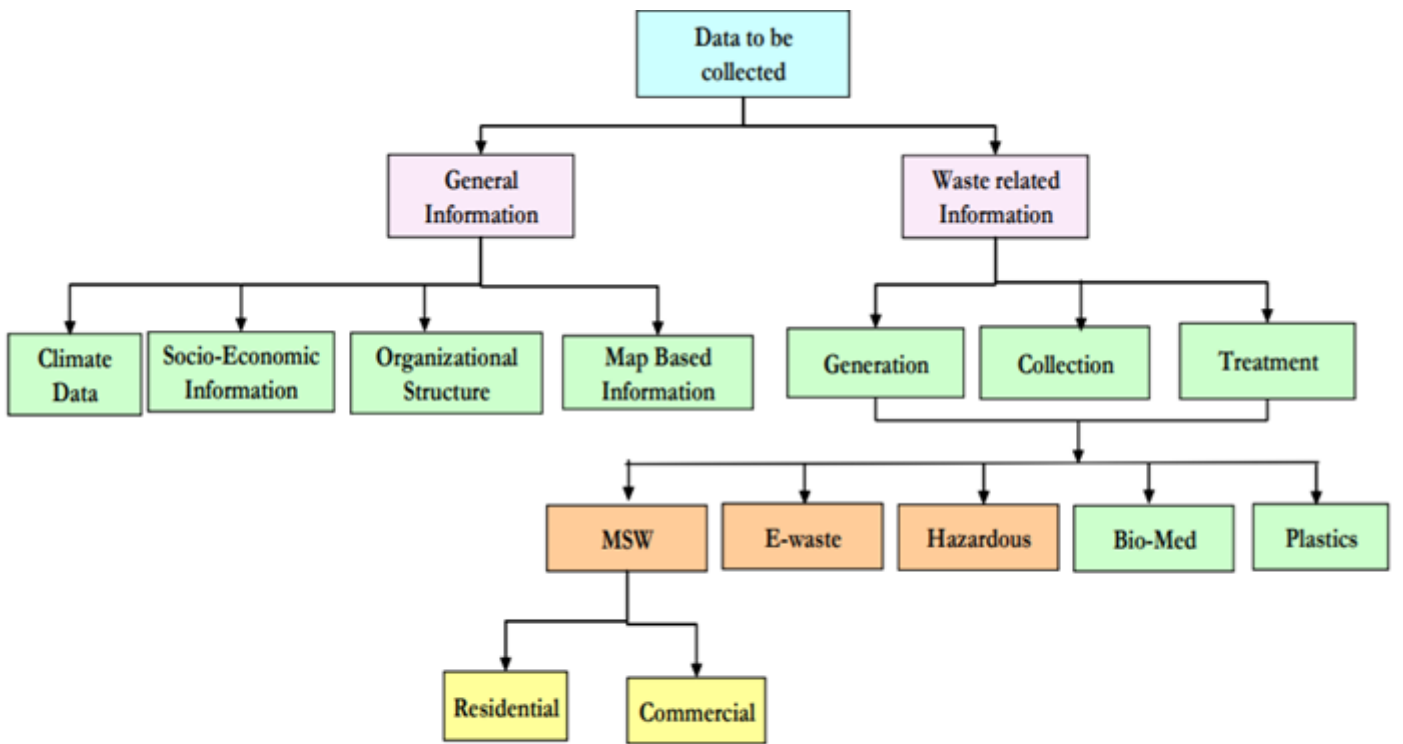 Data to be
collected
General
Information
Waste related
Information
Climate
Data
Socio-Economic
Information
Organizational
Structure
Map Based
Information
Generation
Collection
Treatment
MSW
E-waste
Hazardous
Bio-Med
Plastics
Residential
Commercial